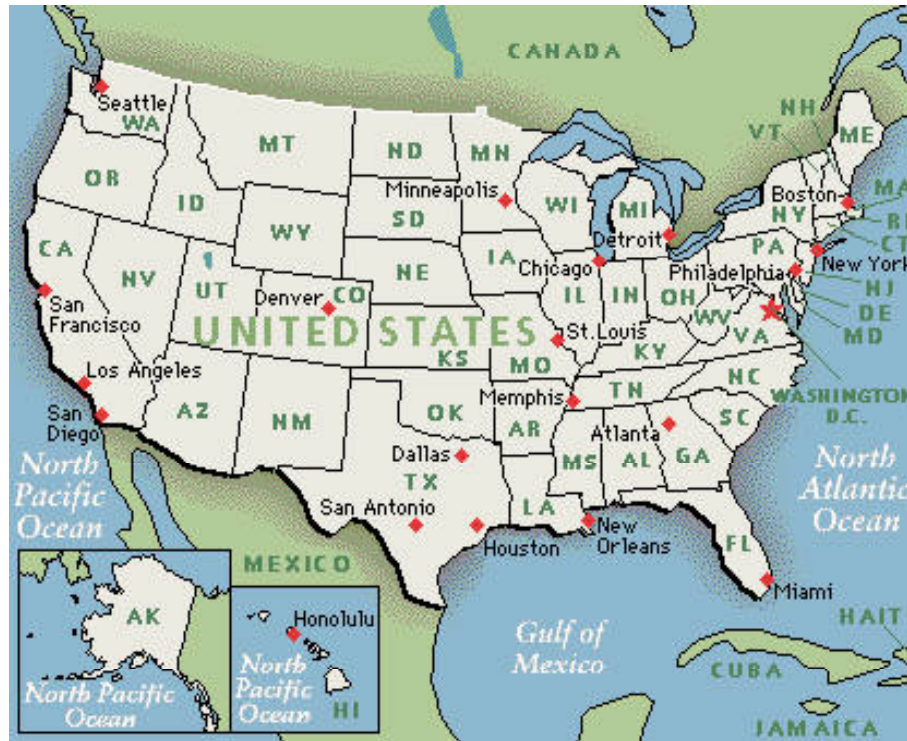 CANADA
NH
VT
ME
Seattle
WA
MT
ND
MN
OR
ID
Minneapolis
WI
MI
Boston
MA
NY
SD
WY
RI
CT
CA
NV
UT
NE
IA
Detroit
PA
New York
Chicago
Philadelphia
NJ
Denver
CO
IL
IN
OH
DE
San
Francisco
UNITED STATES
WV
VA
MD
St. Louis
KS
MO
KY
Los Angeles
AZ
NM
OK
Memphis
TN
NC
WASHINGTON
D.C.
San
Diego
AR
Atlanta
SC
Dallas
TX
MS
AL
GA
North
Pacific
Ocean
North
Atlantic
Ocean
San Antonio
LA
Houston
New
Orleans
FL
MEXICO
Miami
AK
Honolulu
HAIT
Gulf of
Mexico
North
Pacific
Ocean
CUBA
North Pacific
Ocean
HI
JAMAICA